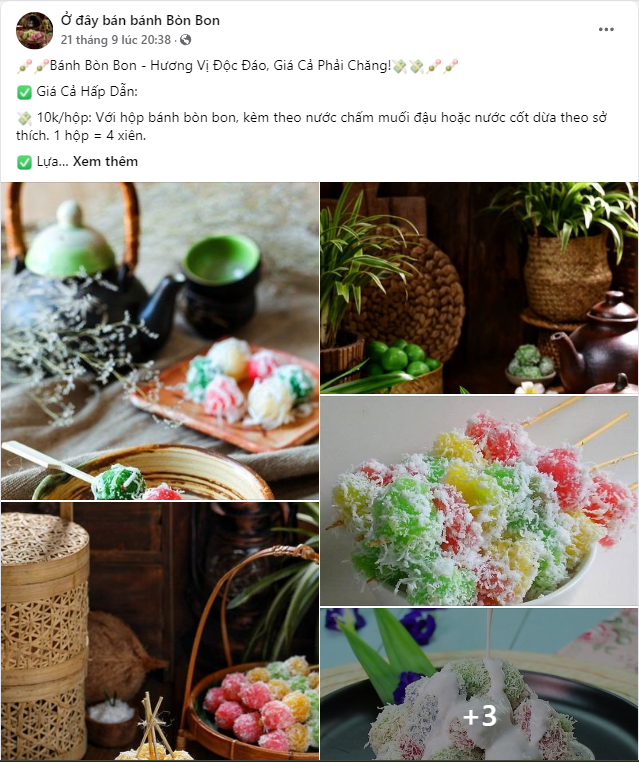 Ở đây bán bánh Bòn Bon
21 tháng 9 lúc 20:38 ·
🍡🍡Bánh Bòn Bon - Hương Vị Độc Đáo, Giá Cả Phải Chăng!💸💸🍡🍡
✅ Giá Cả Hấp Dẫn:
💸 10k/hộp: Với hộp bánh bòn bon, kèm theo nước chấm muối đậu hoặc nước cốt dừa theo sở
thích. 1 hộp = 4 xiên.
✅ Lựa... Xem thêm
+3